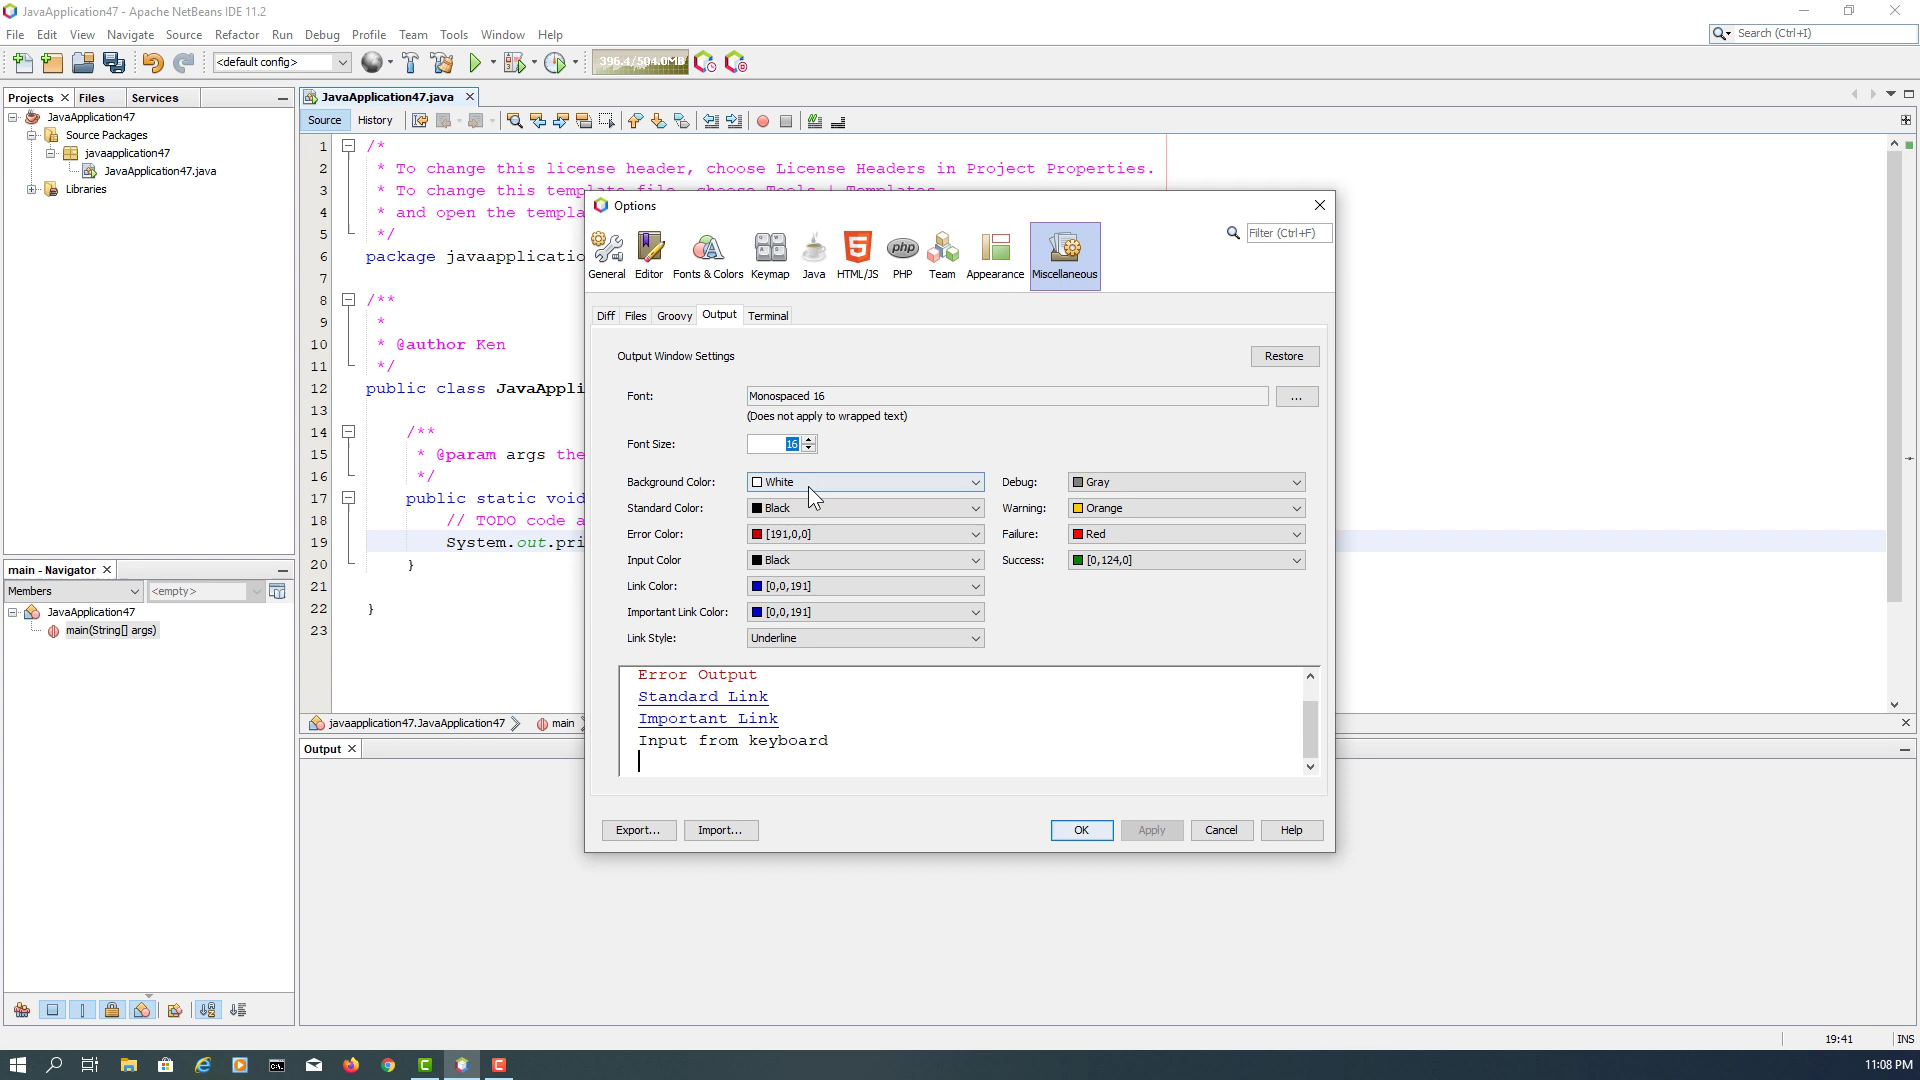 JavaApplication47 - Apache NetBeans IDE 11.2
File Edit View Navigate Source Refactor Run Debug Profile Team Tools Window Help
Search (Ctrl+I)
<default config>
396.4/504.0MB
Projects Files Services
JavaApplication47
Source Packages
javaapplication47
JavaApplication47.java
Libraries
JavaApplication47.java
Source History
1 /*
2 * To change this license header, choose License Headers in Project Properties.
3 * To change this template file, choose Tools | Templates
4 * and open the templa
5 */
6 package javaapplicatio
7
8 /**
9 *
10 * @author Ken
11 */
12 public class JavaAppli
13
14 /**
15 * @param args the
16 */
17 public static void
18 // TODO code a
19 System.out.pri
20 }
21
22 }
23
javaapplication47.JavaApplication47 main
Output
main - Navigator
Members <empty>
JavaApplication47
main(String[] args)
Options
Filter (Ctrl+F)
General Editor Fonts & Colors Keymap Java HTML/JS PHP Team Appearance Miscellaneous
Diff Files Groovy Output Terminal
Output Window Settings Restore
Font: Monospaced 16 ...
(Does not apply to wrapped text)
Font Size: 16
Background Color: White Debug: Gray
Standard Color: Black Warning: Orange
Error Color: [191,0,0] Failure: Red
Input Color Black Success: [0,124,0]
Link Color: [0,0,191]
Important Link Color: [0,0,191]
Link Style: Underline
Error Output
Standard Link
Important Link
Input from keyboard
Export... Import... OK Apply Cancel Help
19:41 INS
11:08 PM